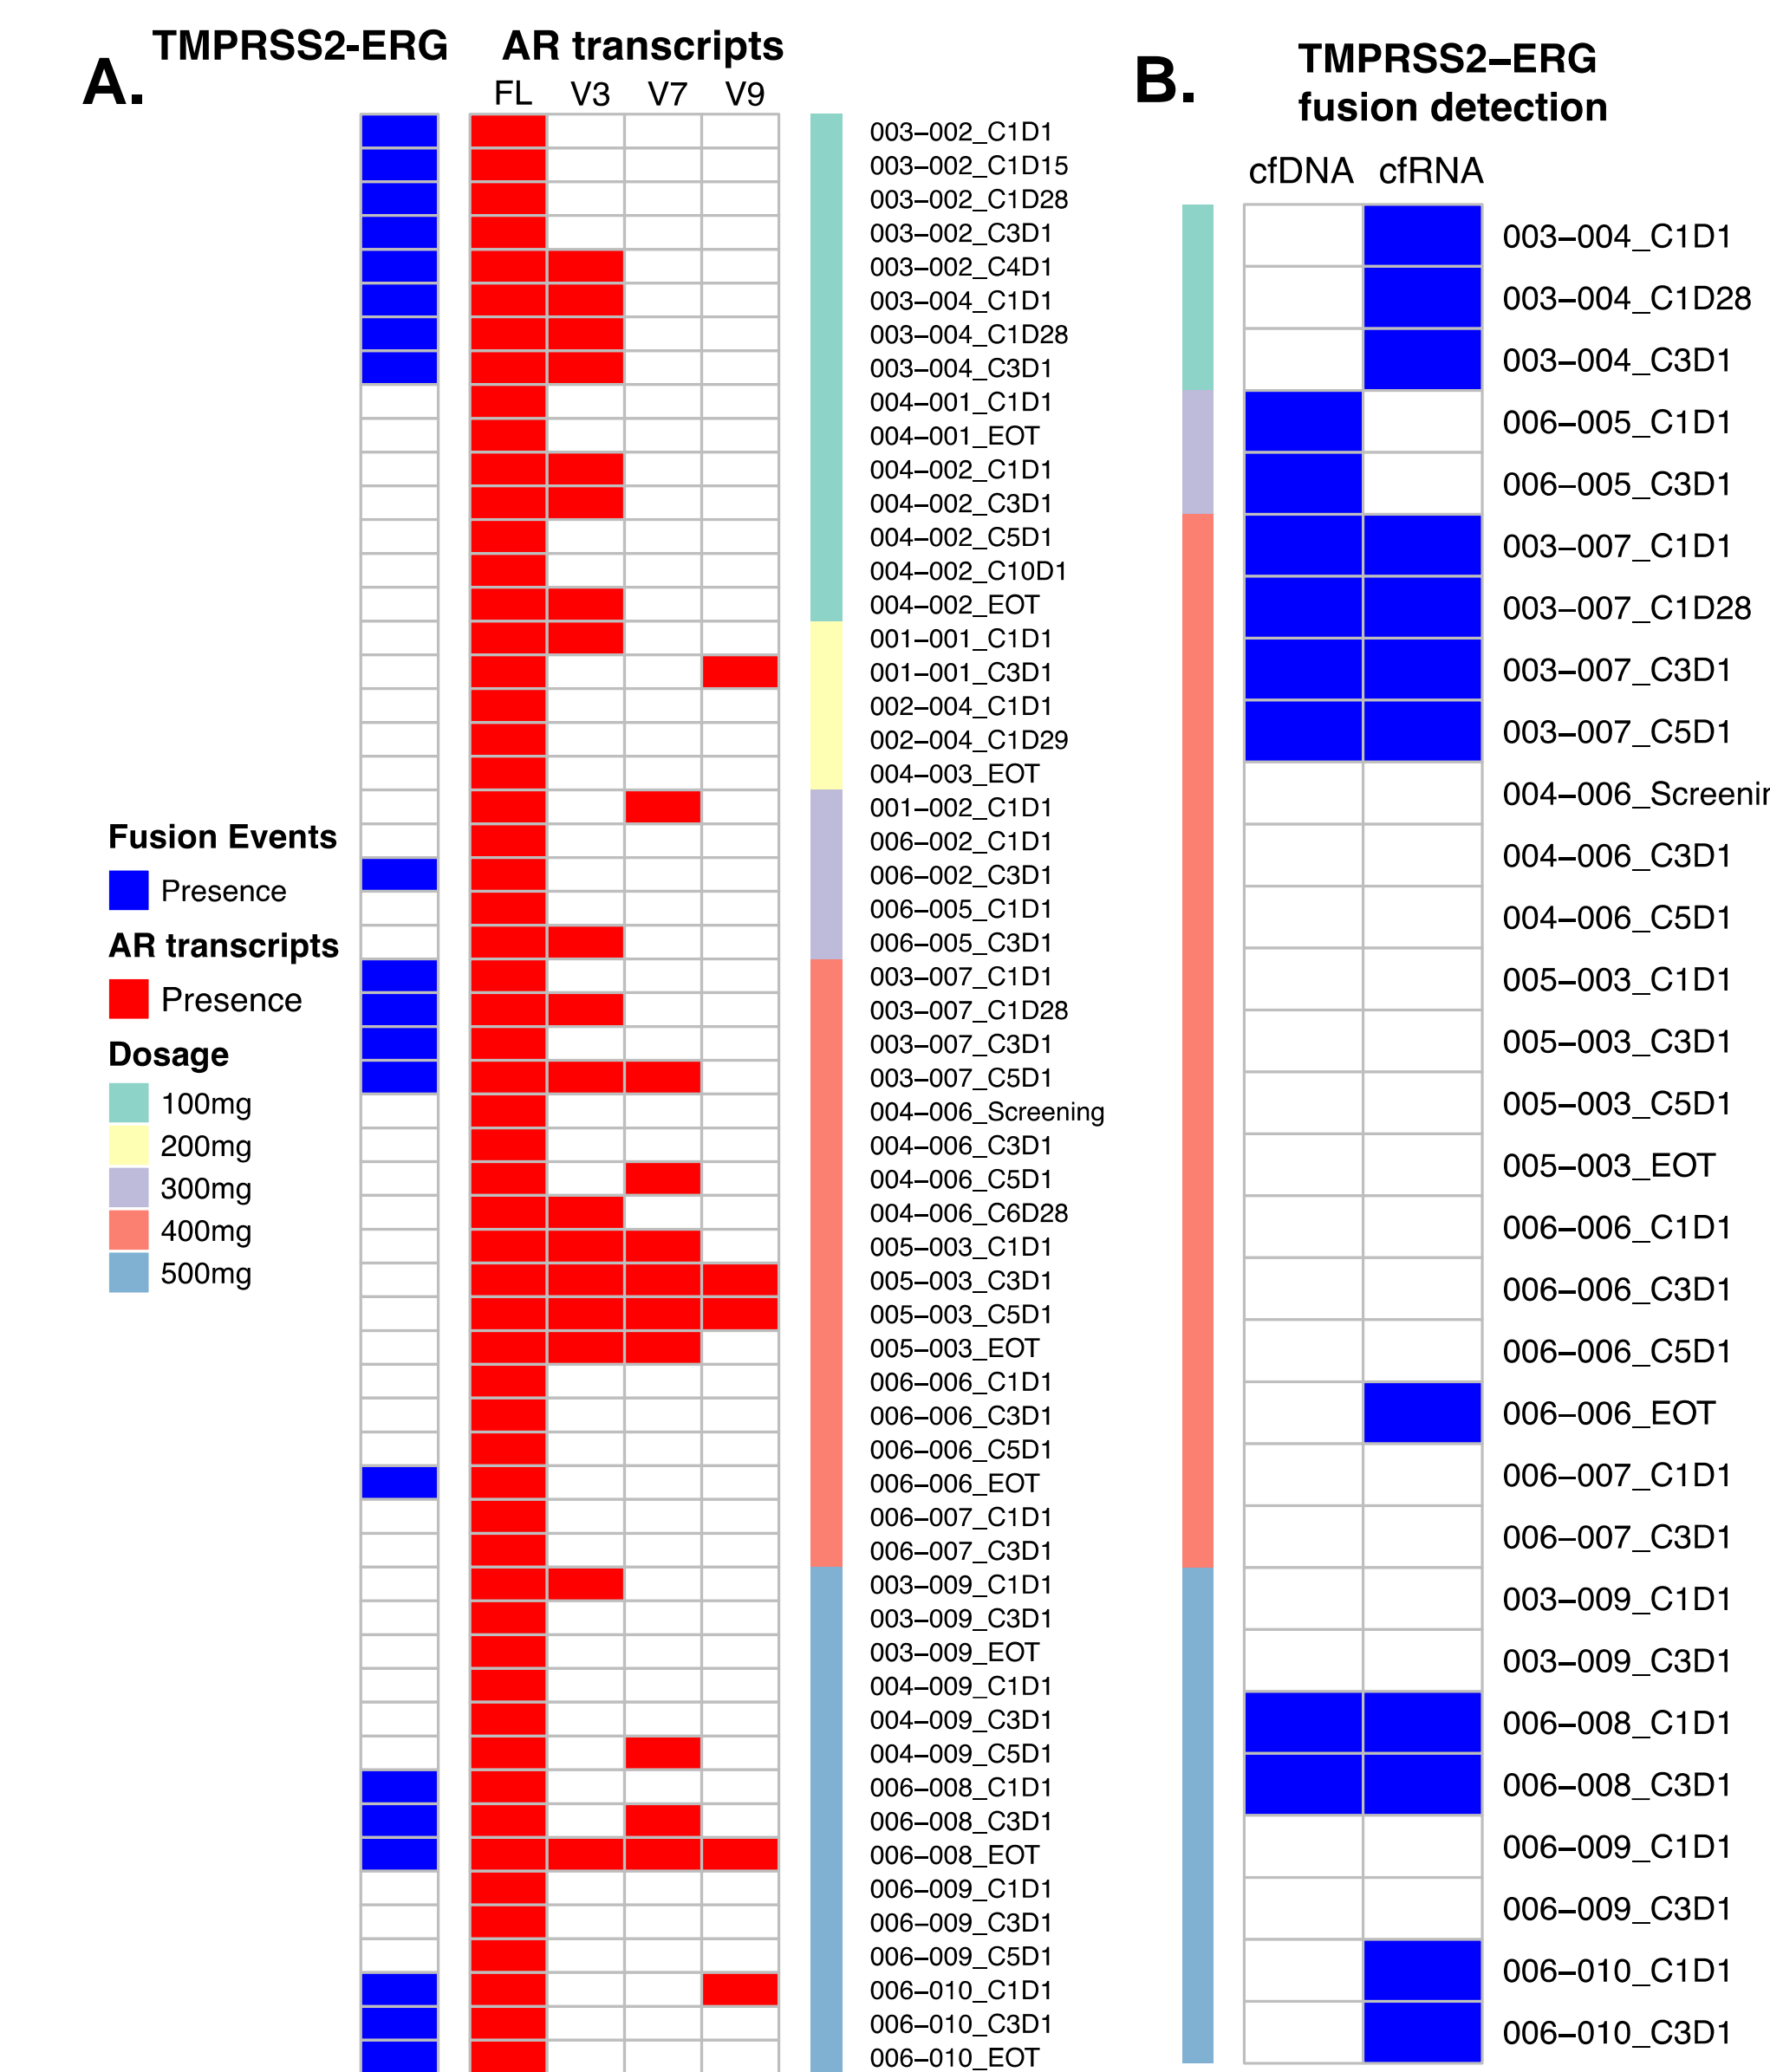 A.
TMPRSS2-ERG
AR transcripts
FL V3 V7 V9
003–002_C1D1
003–002_C1D15
003–002_C1D28
003–002_C3D1
003–002_C4D1
003–004_C1D1
003–004_C1D28
003–004_C3D1
004–001_C1D1
004–001_EOT
004–002_C1D1
004–002_C3D1
004–002_C5D1
004–002_C10D1
004–002_EOT
001–001_C1D1
001–001_C3D1
002–004_C1D1
002–004_C1D29
004–003_EOT
001–002_C1D1
006–002_C1D1
006–002_C3D1
006–005_C1D1
006–005_C3D1
003–007_C1D1
003–007_C1D28
003–007_C3D1
003–007_C5D1
004–006_Screening
004–006_C3D1
004–006_C5D1
004–006_C6D28
005–003_C1D1
005–003_C3D1
005–003_C5D1
005–003_EOT
006–006_C1D1
006–006_C3D1
006–006_C5D1
006–006_EOT
006–007_C1D1
006–007_C3D1
003–009_C1D1
003–009_C3D1
003–009_EOT
004–009_C1D1
004–009_C3D1
004–009_C5D1
006–008_C1D1
006–008_C3D1
006–008_EOT
006–009_C1D1
006–009_C3D1
006–009_C5D1
006–010_C1D1
006–010_C3D1
006–010_EOT
Fusion Events
Presence
AR transcripts
Presence
Dosage
100mg
200mg
300mg
400mg
500mg
B.
TMPRSS2–ERG
fusion detection
cfDNA cfRNA
003–004_C1D1
003–004_C1D28
003–004_C3D1
006–005_C1D1
006–005_C3D1
003–007_C1D1
003–007_C1D28
003–007_C3D1
003–007_C5D1
004–006_Screenin
004–006_C3D1
004–006_C5D1
005–003_C1D1
005–003_C3D1
005–003_C5D1
005–003_EOT
006–006_C1D1
006–006_C3D1
006–006_C5D1
006–006_EOT
006–007_C1D1
006–007_C3D1
003–009_C1D1
003–009_C3D1
006–008_C1D1
006–008_C3D1
006–009_C1D1
006–009_C3D1
006–010_C1D1
006–010_C3D1